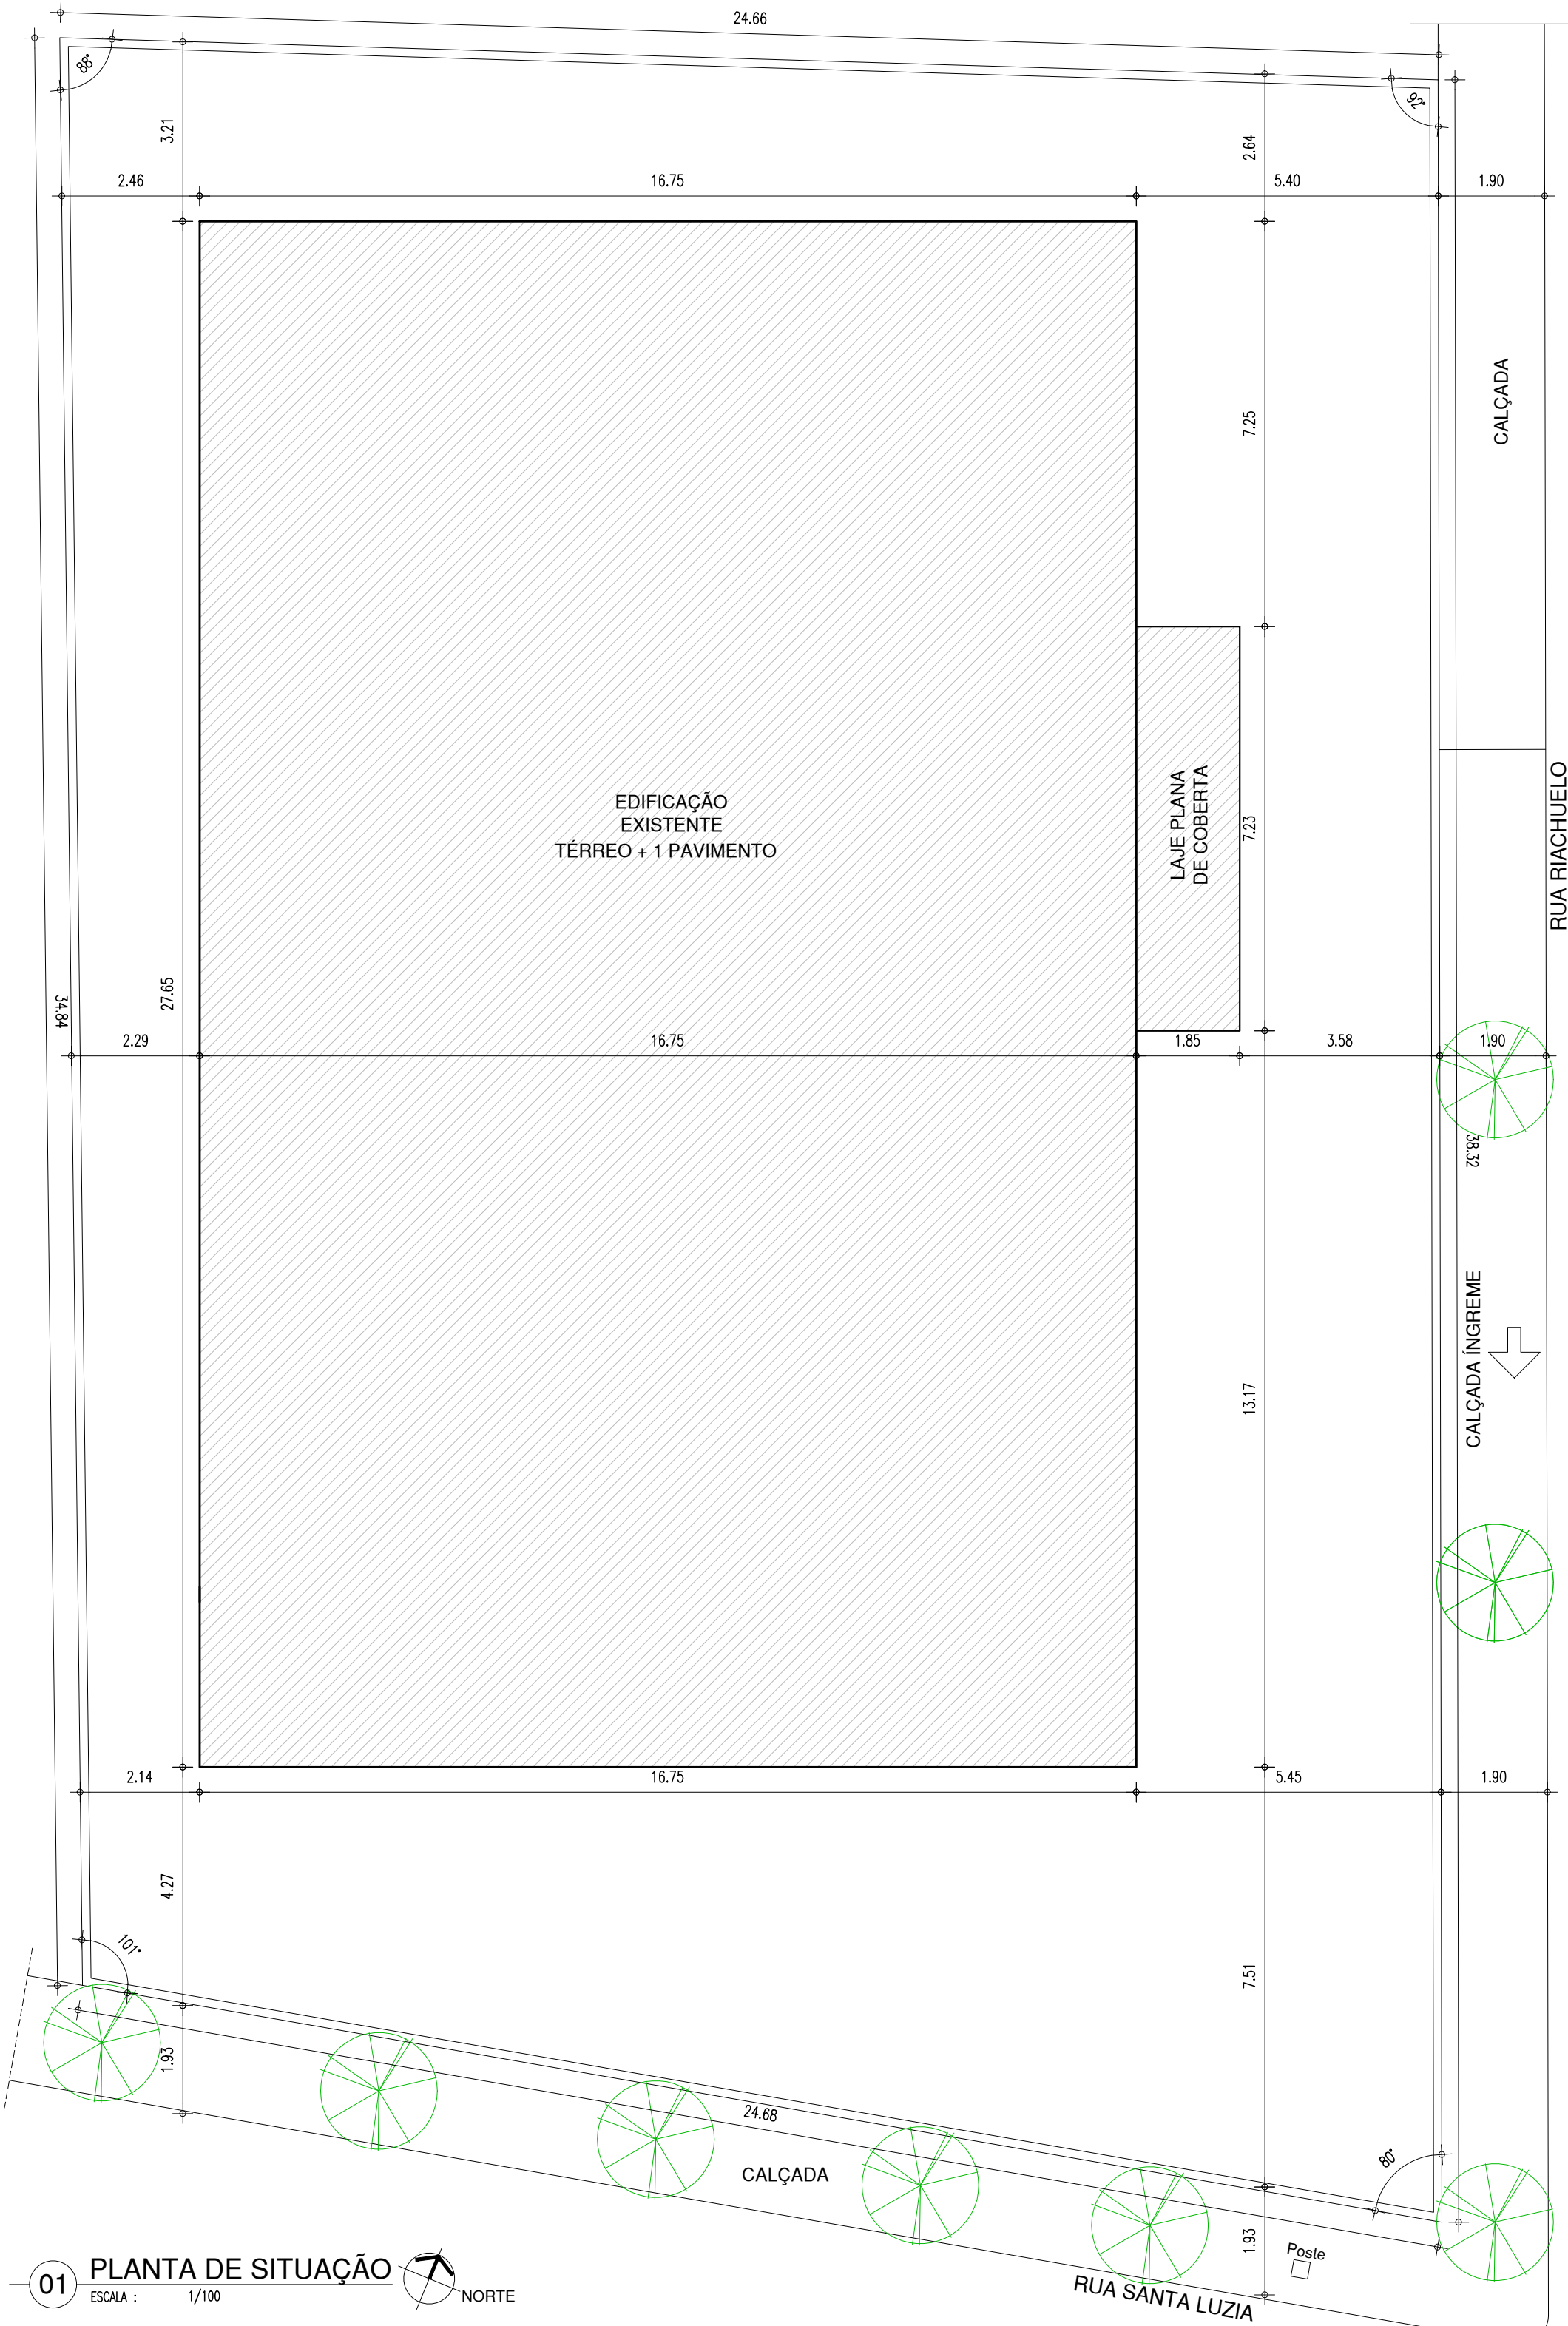 24.66
88°
92°
3.21
2.64
2.46
16.75
5.40
1.90
CALÇADA
7.25
RUA RIACHUELO
EDIFICAÇÃO
EXISTENTE
TÉRREO + 1 PAVIMENTO
LAJE PLANA
DE COBERTA
7.23
27.65
34.84
2.29
16.75
1.85
3.58
1.90
38.32
CALÇADA ÍNGREME
13.17
2.14
16.75
5.45
1.90
4.27
101°
7.51
1.93
24.68
CALÇADA
80°
1.93
Poste
RUA SANTA LUZIA
01
PLANTA DE SITUAÇÃO
ESCALA : 1/100
NORTE